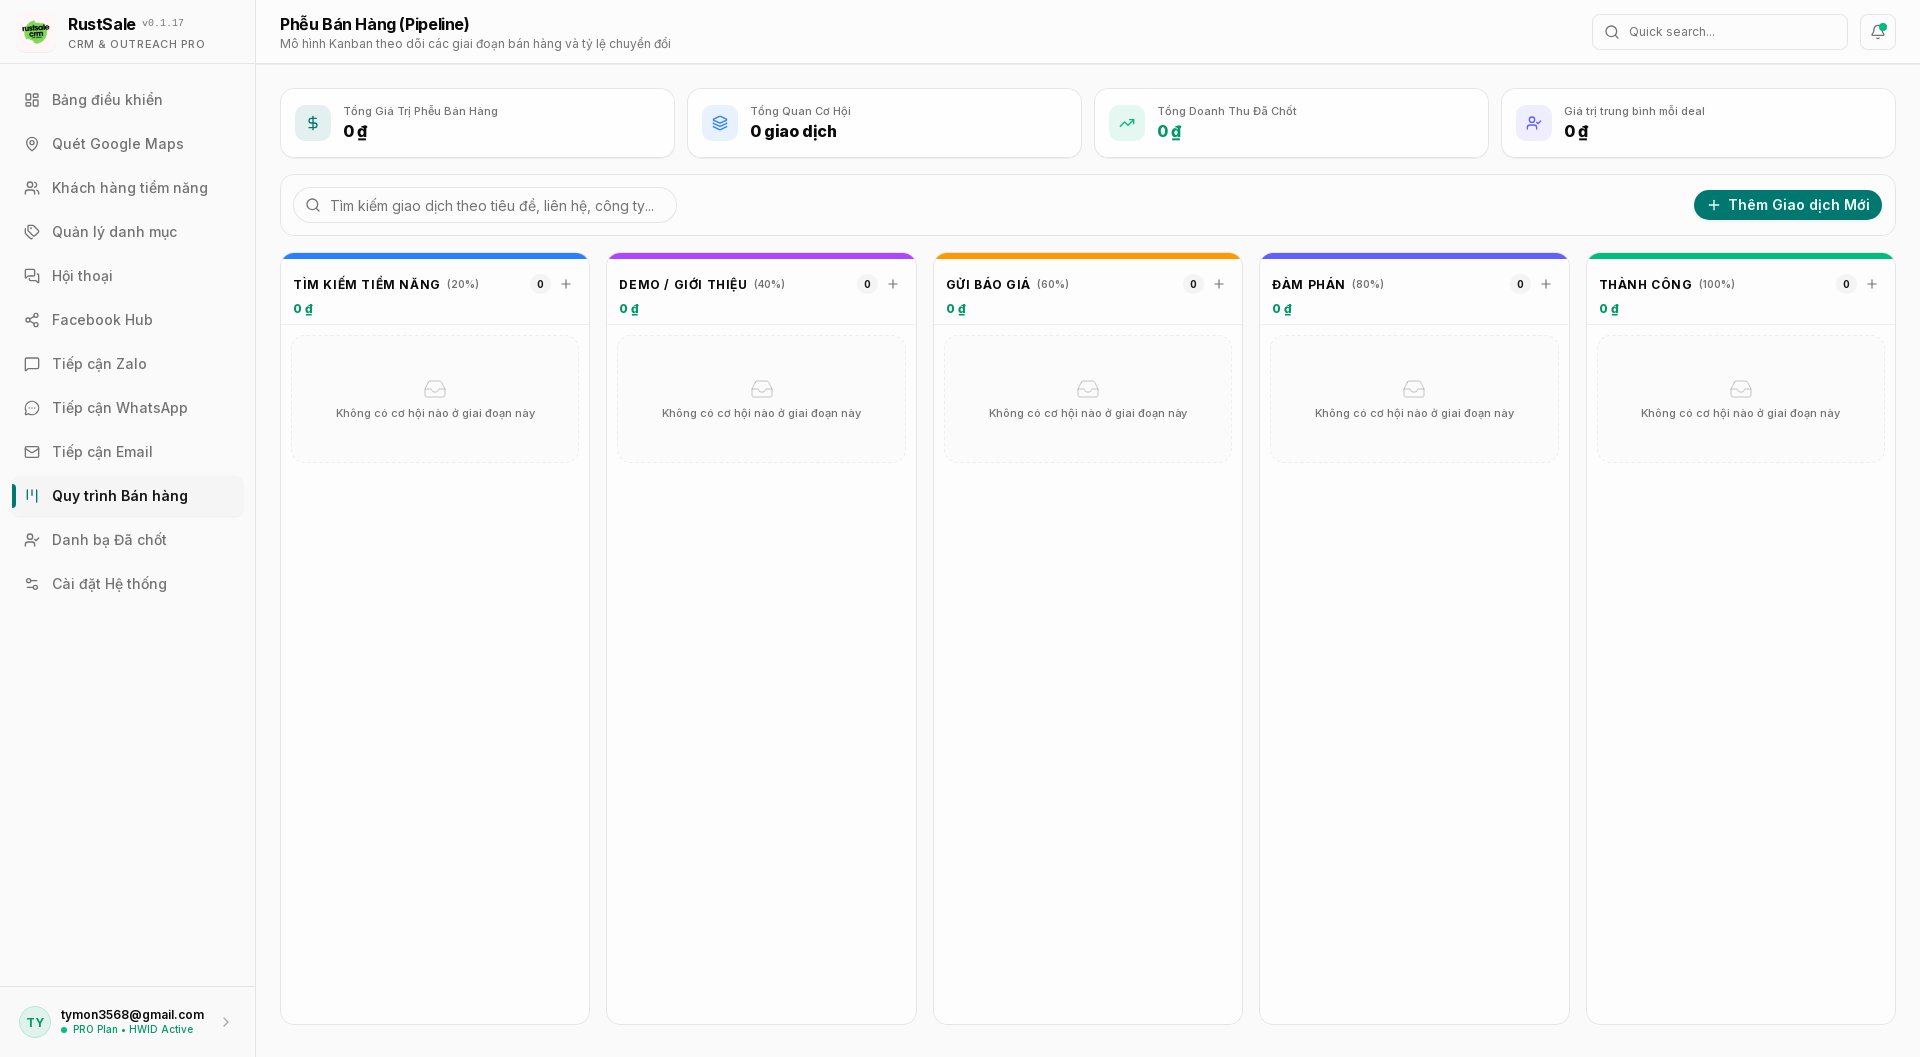 rustsale
crm
RustSale v0.1.17
CRM & OUTREACH PRO
Bảng điều khiển
Quét Google Maps
Khách hàng tiềm năng
Quản lý danh mục
Hội thoại
Facebook Hub
Tiếp cận Zalo
Tiếp cận WhatsApp
Tiếp cận Email
Quy trình Bán hàng
Danh bạ Đã chốt
Cài đặt Hệ thống
TY
tymon3568@gmail.com
PRO Plan • HWID Active
Phễu Bán Hàng (Pipeline)
Mô hình Kanban theo dõi các giai đoạn bán hàng và tỷ lệ chuyển đổi
Quick search...
Tổng Giá Trị Phễu Bán Hàng
0 ₫
Tổng Quan Cơ Hội
0 giao dịch
Tổng Doanh Thu Đã Chốt
0 ₫
Giá trị trung bình mỗi deal
0 ₫
Tìm kiếm giao dịch theo tiêu đề, liên hệ, công ty...
Thêm Giao dịch Mới
TÌM KIẾM TIỀM NĂNG (20%) 0
0 ₫
Không có cơ hội nào ở giai đoạn này
DEMO / GIỚI THIỆU (40%) 0
0 ₫
Không có cơ hội nào ở giai đoạn này
GỬI BÁO GIÁ (60%) 0
0 ₫
Không có cơ hội nào ở giai đoạn này
ĐÀM PHÁN (80%) 0
0 ₫
Không có cơ hội nào ở giai đoạn này
THÀNH CÔNG (100%) 0
0 ₫
Không có cơ hội nào ở giai đoạn này